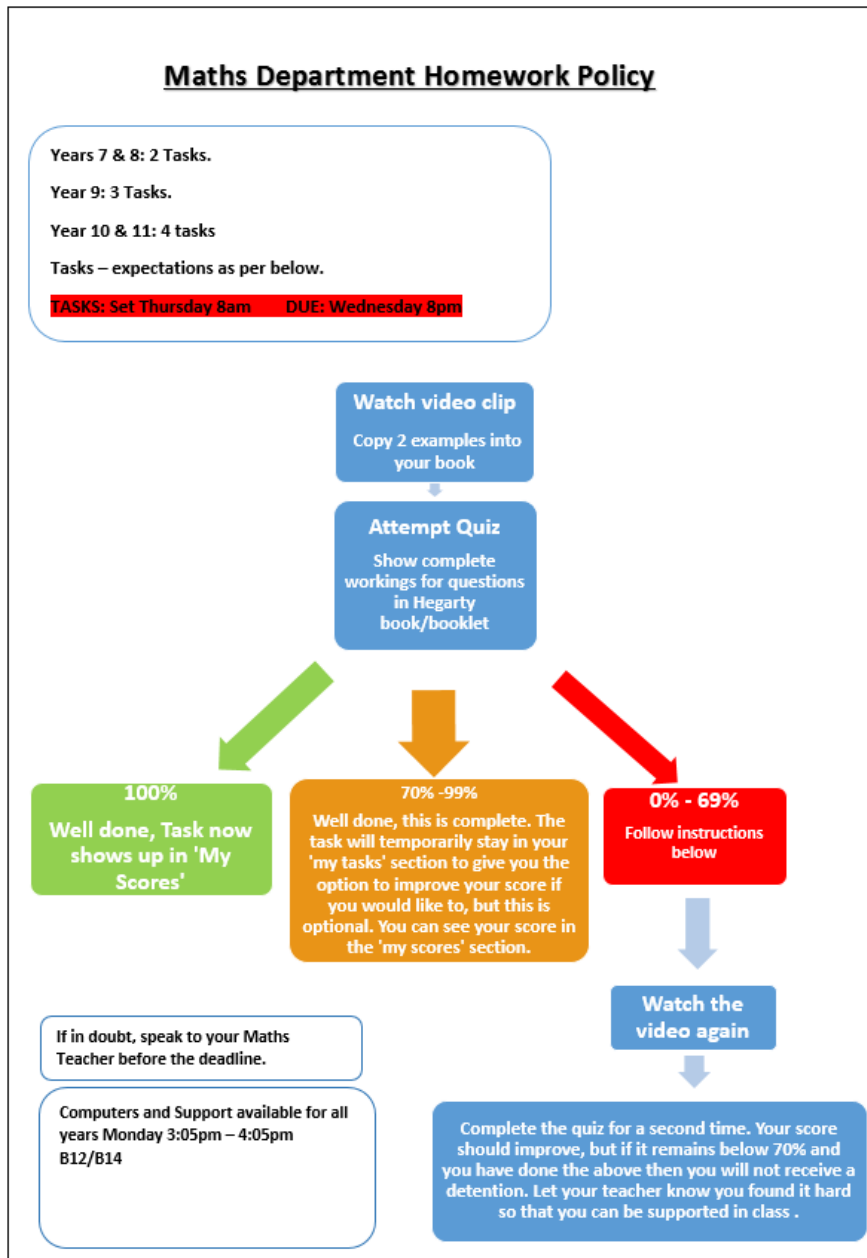 Maths Department Homework Policy
Years 7 & 8: 2 Tasks.
Year 9: 3 Tasks.
Year 10 & 11: 4 tasks
Tasks – expectations as per below.
TASKS: Set Thursday 8am DUE: Wednesday 8pm
Watch video clip
Copy 2 examples into
your book
Attempt Quiz
Show complete
workings for questions
in Hegarty
book/booklet
100%
Well done, Task now
shows up in 'My
Scores'
70% -99%
Well done, this is complete. The
task will temporarily stay in your
'my tasks' section to give you the
option to improve your score if
you would like to, but this is
optional. You can see your score in
the 'my scores' section.
0% - 69%
Follow instructions
below
Watch the
video again
Complete the quiz for a second time. Your score
should improve, but if it remains below 70% and
you have done the above then you will not receive a
detention. Let your teacher know you found it hard
so that you can be supported in class .
If in doubt, speak to your Maths
Teacher before the deadline.
Computers and Support available for all
years Monday 3:05pm – 4:05pm
B12/B14